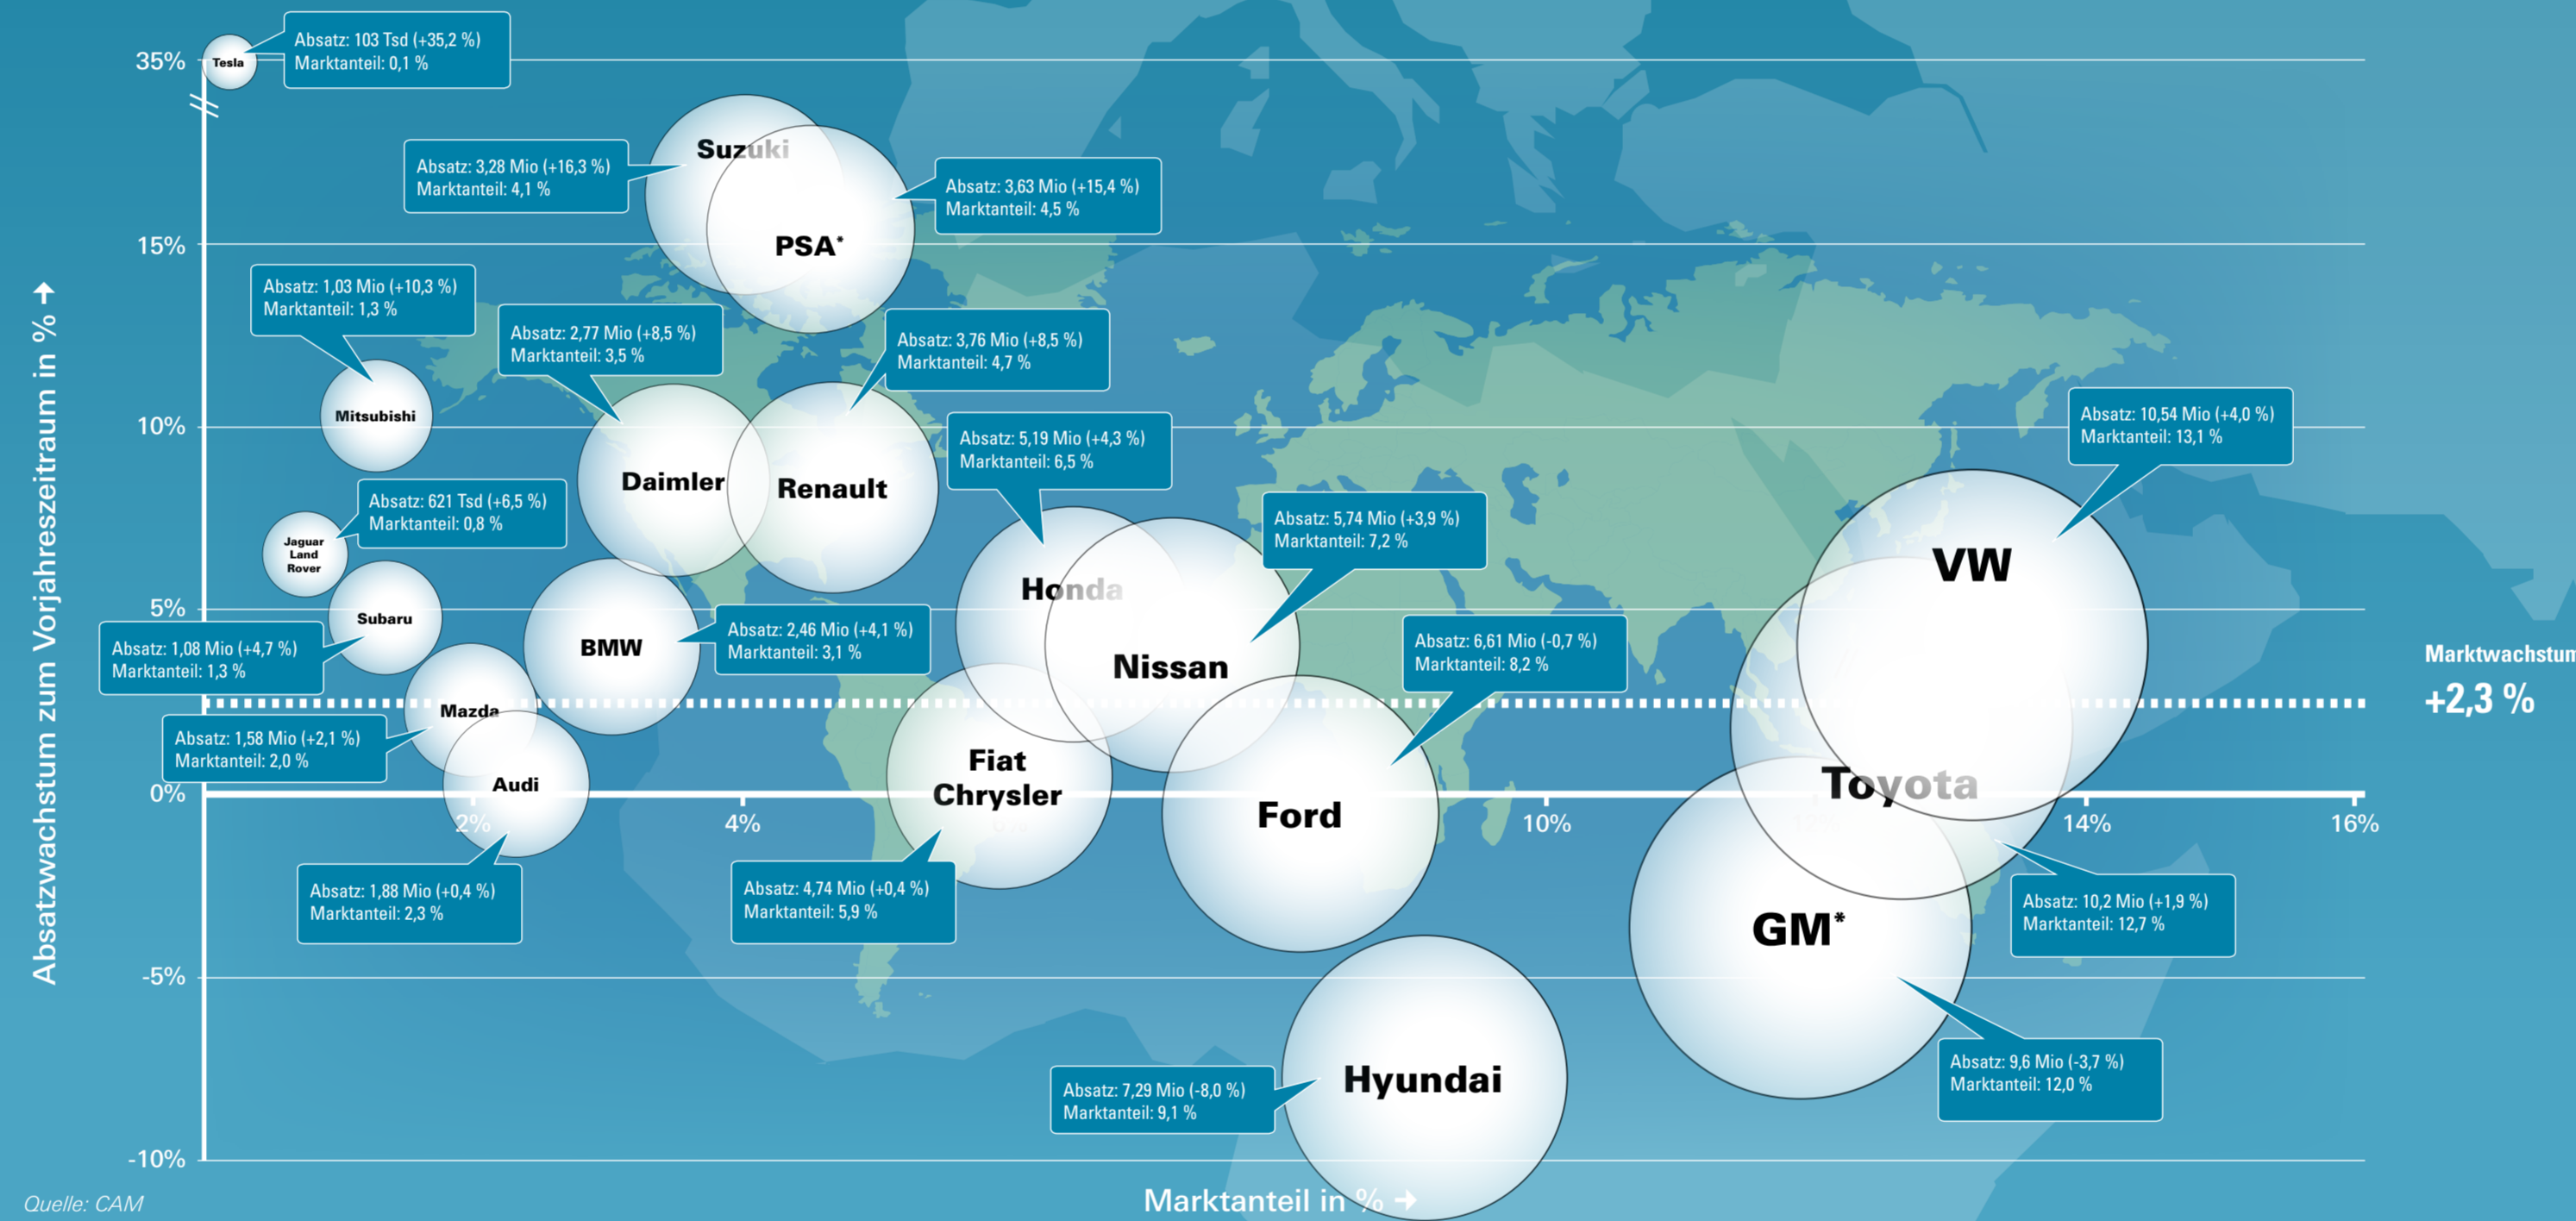 Absatzwachstum zum Vorjahreszeitraum in % ➔
35%
15%
10%
5%
0%
-5%
-10%
Tesla
Absatz: 103 Tsd (+35,2 %)
Marktanteil: 0,1 %
Suzuki
Absatz: 3,28 Mio (+16,3 %)
Marktanteil: 4,1 %
PSA*
Absatz: 3,63 Mio (+15,4 %)
Marktanteil: 4,5 %
Absatz: 1,03 Mio (+10,3 %)
Marktanteil: 1,3 %
Mitsubishi
Absatz: 2,77 Mio (+8,5 %)
Marktanteil: 3,5 %
Daimler
Absatz: 3,76 Mio (+8,5 %)
Marktanteil: 4,7 %
Renault
Absatz: 621 Tsd (+6,5 %)
Marktanteil: 0,8 %
Jaguar
Land
Rover
Absatz: 5,19 Mio (+4,3 %)
Marktanteil: 6,5 %
Honda
Absatz: 5,74 Mio (+3,9 %)
Marktanteil: 7,2 %
Nissan
Absatz: 10,54 Mio (+4,0 %)
Marktanteil: 13,1 %
VW
Subaru
Absatz: 1,08 Mio (+4,7 %)
Marktanteil: 1,3 %
BMW
Absatz: 2,46 Mio (+4,1 %)
Marktanteil: 3,1 %
Absatz: 6,61 Mio (-0,7 %)
Marktanteil: 8,2 %
Ford
Marktwachstum
+2,3 %
Mazda
Absatz: 1,58 Mio (+2,1 %)
Marktanteil: 2,0 %
Audi
Absatz: 1,88 Mio (+0,4 %)
Marktanteil: 2,3 %
Fiat
Chrysler
Absatz: 4,74 Mio (+0,4 %)
Marktanteil: 5,9 %
Toyota
Absatz: 10,2 Mio (+1,9 %)
Marktanteil: 12,7 %
2%
4%
6%
10%
12%
14%
16%
GM*
Absatz: 9,6 Mio (-3,7 %)
Marktanteil: 12,0 %
Hyundai
Absatz: 7,29 Mio (-8,0 %)
Marktanteil: 9,1 %
Marktanteil in % ➔
Quelle: CAM